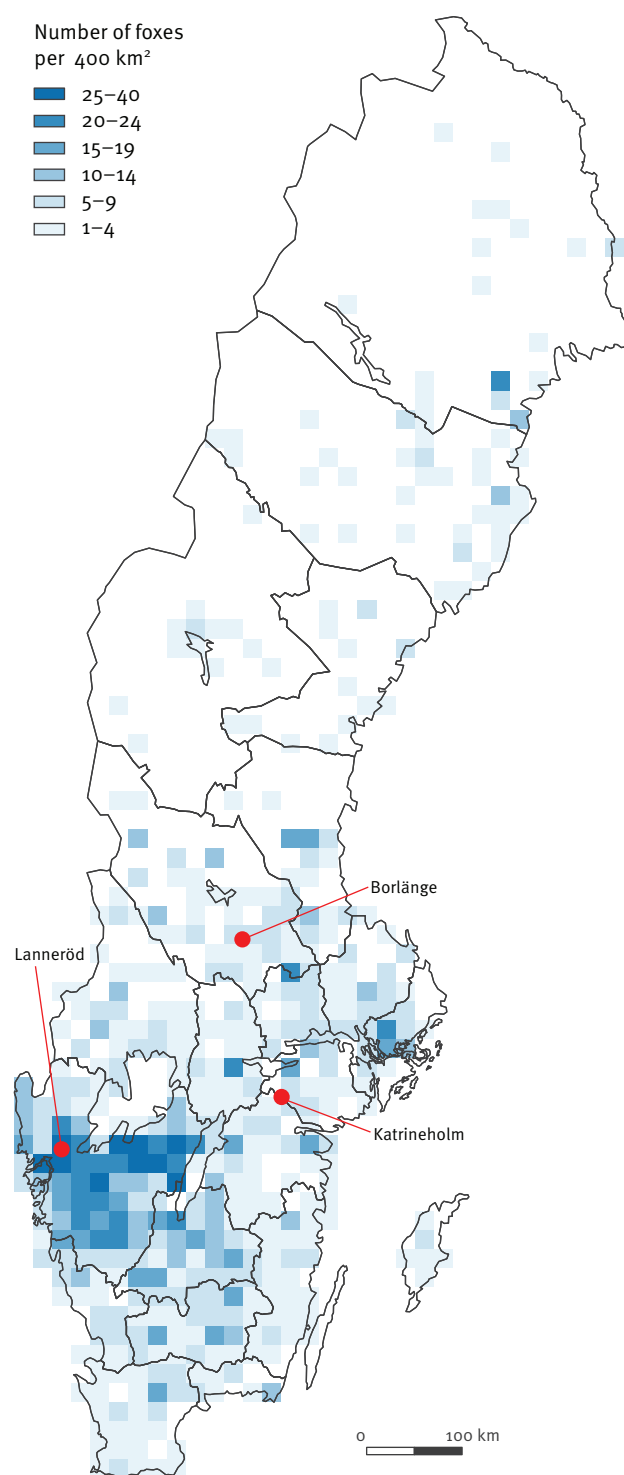 Number of foxes
per 400 km²
25–40
20–24
15–19
10–14
5–9
1–4
Borlänge
Lanneröd
Katrineholm
0 100 km